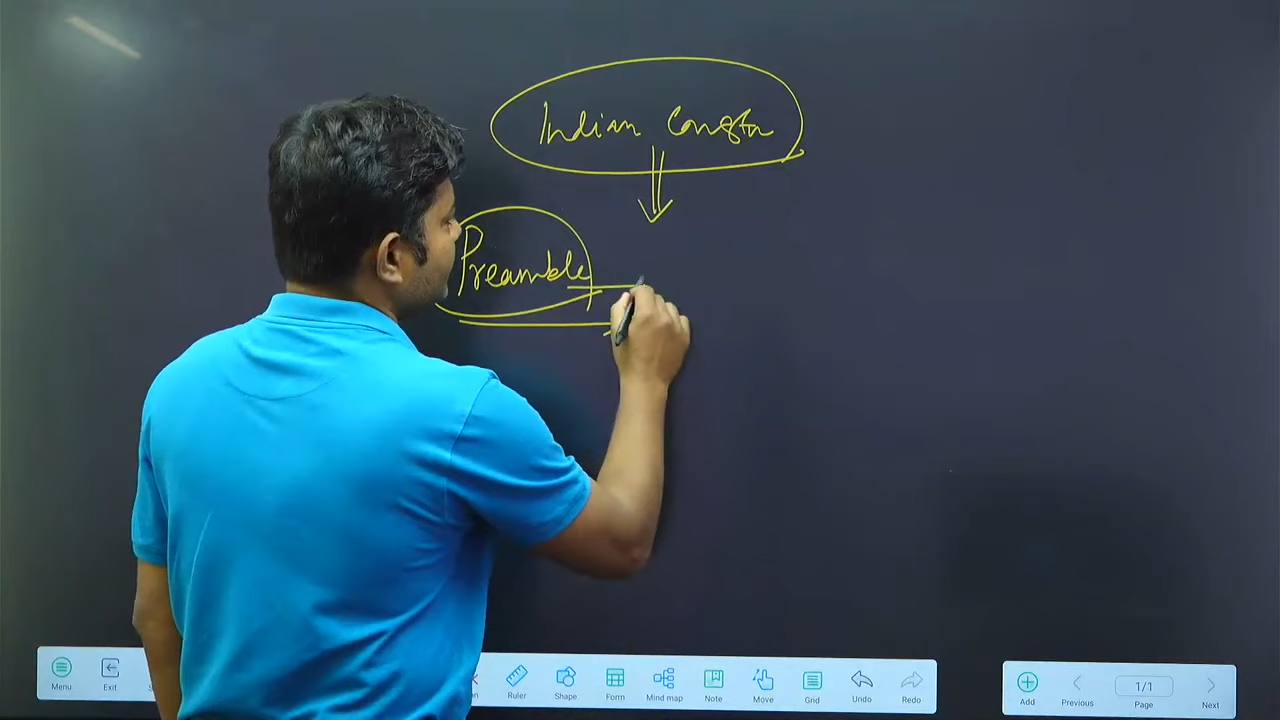 Indian Constn
Preamble
Menu Exit Ruler Shape Form Mind map Note Move Grid Undo Redo Add Previous 1/1 Page Next